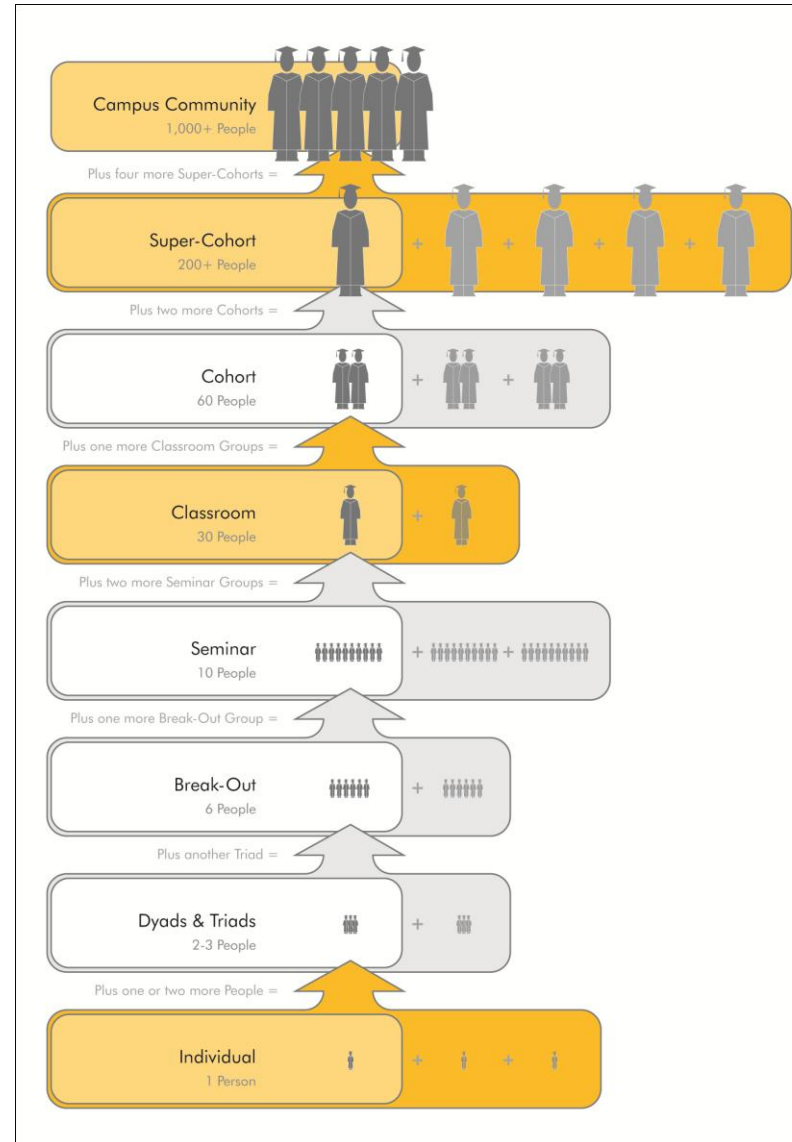 Campus Community
1,000+ People
Plus four more Super-Cohorts =
Super-Cohort
200+ People
+ + + +
Plus two more Cohorts =
Cohort
60 People
+ +
Plus one more Classroom Groups =
Classroom
30 People
+
Plus two more Seminar Groups =
Seminar
10 People
+ +
Plus one more Break-Out Group =
Break-Out
6 People
+
Plus another Triad =
Dyads & Triads
2-3 People
+
Plus one or two more People =
Individual
1 Person
+ +